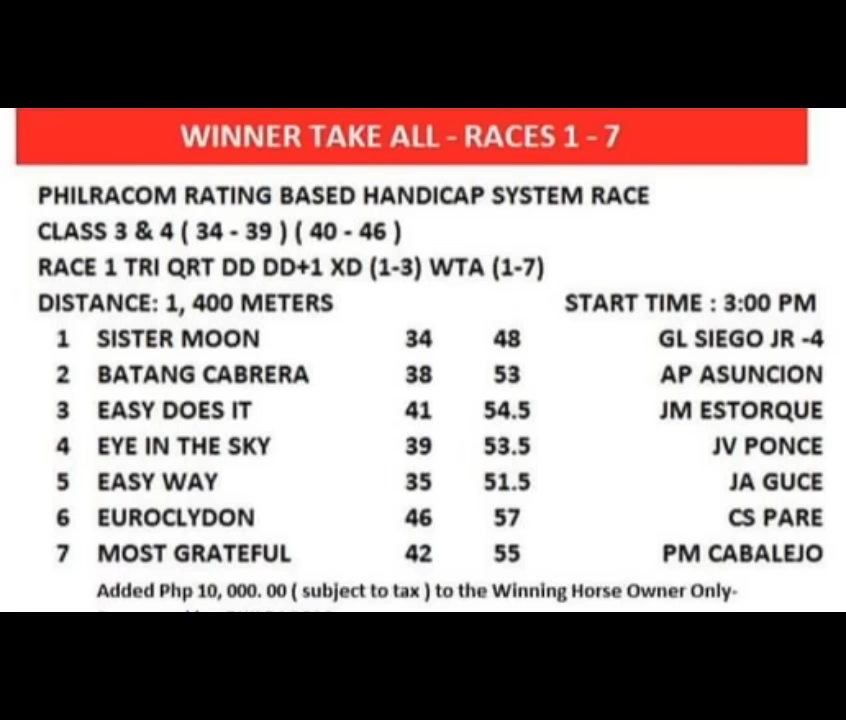 WINNER TAKE ALL - RACES 1 - 7
PHILRACOM RATING BASED HANDICAP SYSTEM RACE
CLASS 3 & 4 ( 34 - 39 ) ( 40 - 46 )
RACE 1 TRI QRT DD DD+1 XD (1-3) WTA (1-7)
DISTANCE: 1, 400 METERS START TIME : 3:00 PM
1 SISTER MOON 34 48 GL SIEGO JR -4
2 BATANG CABRERA 38 53 AP ASUNCION
3 EASY DOES IT 41 54.5 JM ESTORQUE
4 EYE IN THE SKY 39 53.5 JV PONCE
5 EASY WAY 35 51.5 JA GUCE
6 EUROCLYDON 46 57 CS PARE
7 MOST GRATEFUL 42 55 PM CABALEJO
Added Php 10, 000. 00 ( subject to tax ) to the Winning Horse Owner Only-